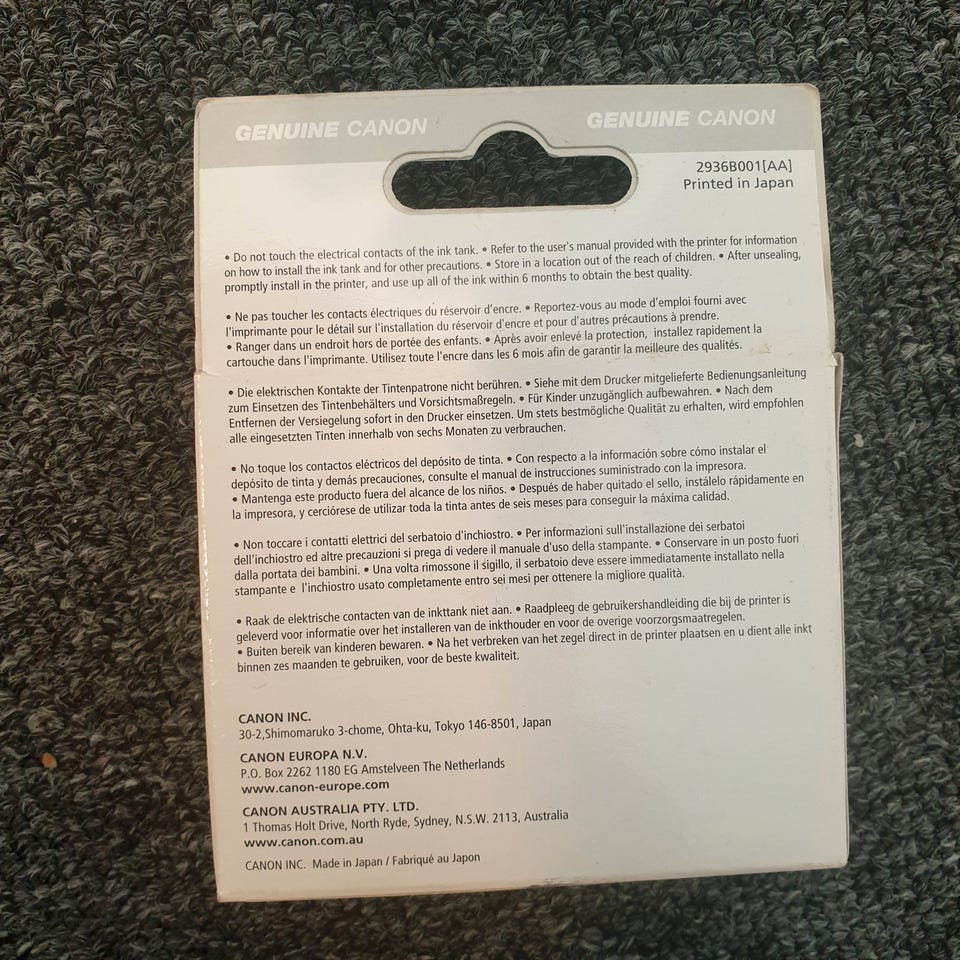 GENUINE CANON
GENUINE CANON
2936B001[AA]
Printed in Japan
• Do not touch the electrical contacts of the ink tank. • Refer to the user's manual provided with the printer for information
on how to install the ink tank and for other precautions. • Store in a location out of the reach of children. • After unsealing,
promptly install in the printer, and use up all of the ink within 6 months to obtain the best quality.
• Ne pas toucher les contacts électriques du réservoir d'encre. • Reportez-vous au mode d'emploi fourni avec
l'imprimante pour le détail sur l'installation du réservoir d'encre et pour d'autres précautions à prendre.
• Ranger dans un endroit hors de portée des enfants. • Après avoir enlevé la protection, installez rapidement la
cartouche dans l'imprimante. Utilisez toute l'encre dans les 6 mois afin de garantir la meilleure des qualités.
• Die elektrischen Kontakte der Tintenpatrone nicht berühren. • Siehe mit dem Drucker mitgelieferte Bedienungsanleitung
zum Einsetzen des Tintenbehälters und Vorsichtsmaßregeln. • Für Kinder unzugänglich aufbewahren. • Nach dem
Entfernen der Versiegelung sofort in den Drucker einsetzen. Um stets bestmögliche Qualität zu erhalten, wird empfohlen
alle eingesetzten Tinten innerhalb von sechs Monaten zu verbrauchen.
• No toque los contactos eléctricos del depósito de tinta. • Con respecto a la información sobre cómo instalar el
depósito de tinta y demás precauciones, consulte el manual de instrucciones suministrado con la impresora.
• Mantenga este producto fuera del alcance de los niños. • Después de haber quitado el sello, instálelo rápidamente en
la impresora, y cerciórese de utilizar toda la tinta antes de seis meses para conseguir la máxima calidad.
• Non toccare i contatti elettrici del serbatoio d'inchiostro. • Per informazioni sull'installazione dei serbatoi
dell'inchiostro ed altre precauzioni si prega di vedere il manuale d'uso della stampante. • Conservare in un posto fuori
dalla portata dei bambini. • Una volta rimossone il sigillo, il serbatoio deve essere immediatamente installato nella
stampante e l'inchiostro usato completamente entro sei mesi per ottenere la migliore qualità.
• Raak de elektrische contacten van de inkttank niet aan. • Raadpleeg de gebruikershandleiding die bij de printer is
geleverd voor informatie over het installeren van de inkthouder en voor de overige voorzorgsmaatregelen.
• Buiten bereik van kinderen bewaren. • Na het verbreken van het zegel direct in de printer plaatsen en u dient alle inkt
binnen zes maanden te gebruiken, voor de beste kwaliteit.
CANON INC.
30-2,Shimomaruko 3-chome, Ohta-ku, Tokyo 146-8501, Japan
CANON EUROPA N.V.
P.O. Box 2262 1180 EG Amstelveen The Netherlands
www.canon-europe.com
CANON AUSTRALIA PTY. LTD.
1 Thomas Holt Drive, North Ryde, Sydney, N.S.W. 2113, Australia
www.canon.com.au
CANON INC. Made in Japan / Fabriqué au Japon